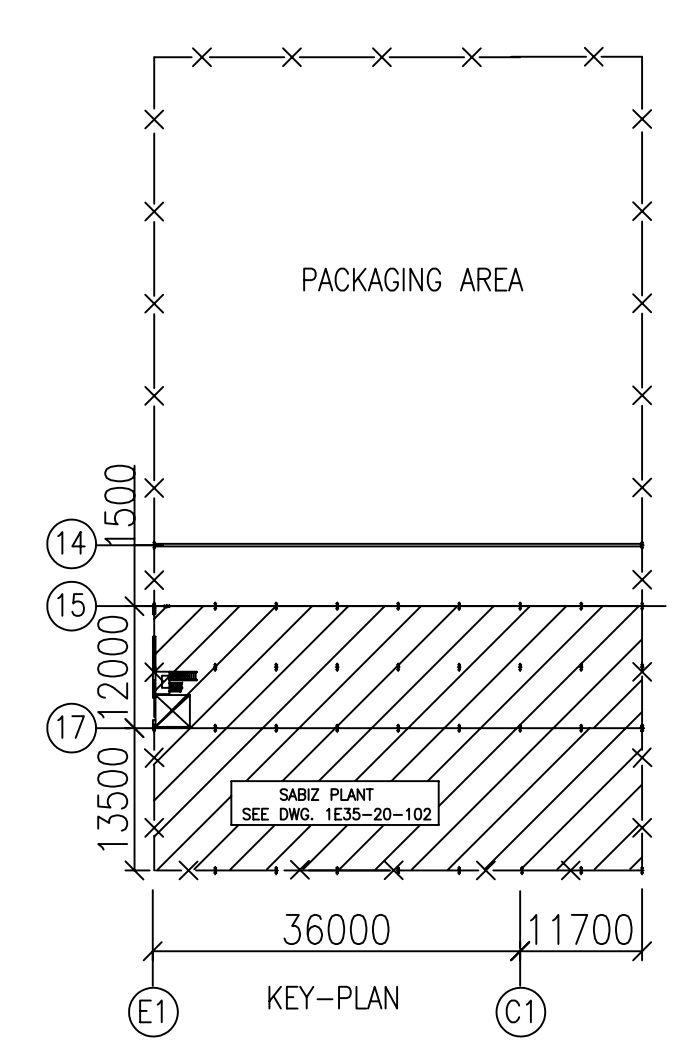 PACKAGING AREA
1500
14
15
12000
17
13500
SABIZ PLANT
SEE DWG. 1E35-20-102
36000
11700
KEY-PLAN
E1
C1